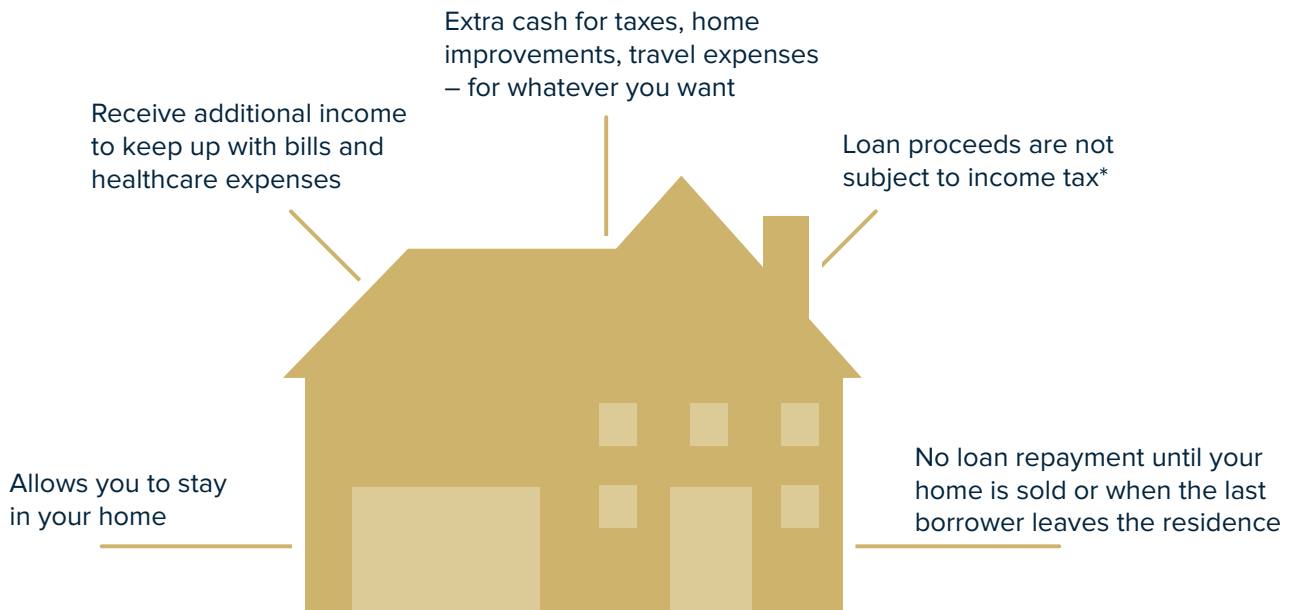 Extra cash for taxes, home
improvements, travel expenses
– for whatever you want
Receive additional income
to keep up with bills and
healthcare expenses
Loan proceeds are not
subject to income tax*
Allows you to stay
in your home
No loan repayment until your
home is sold or when the last
borrower leaves the residence